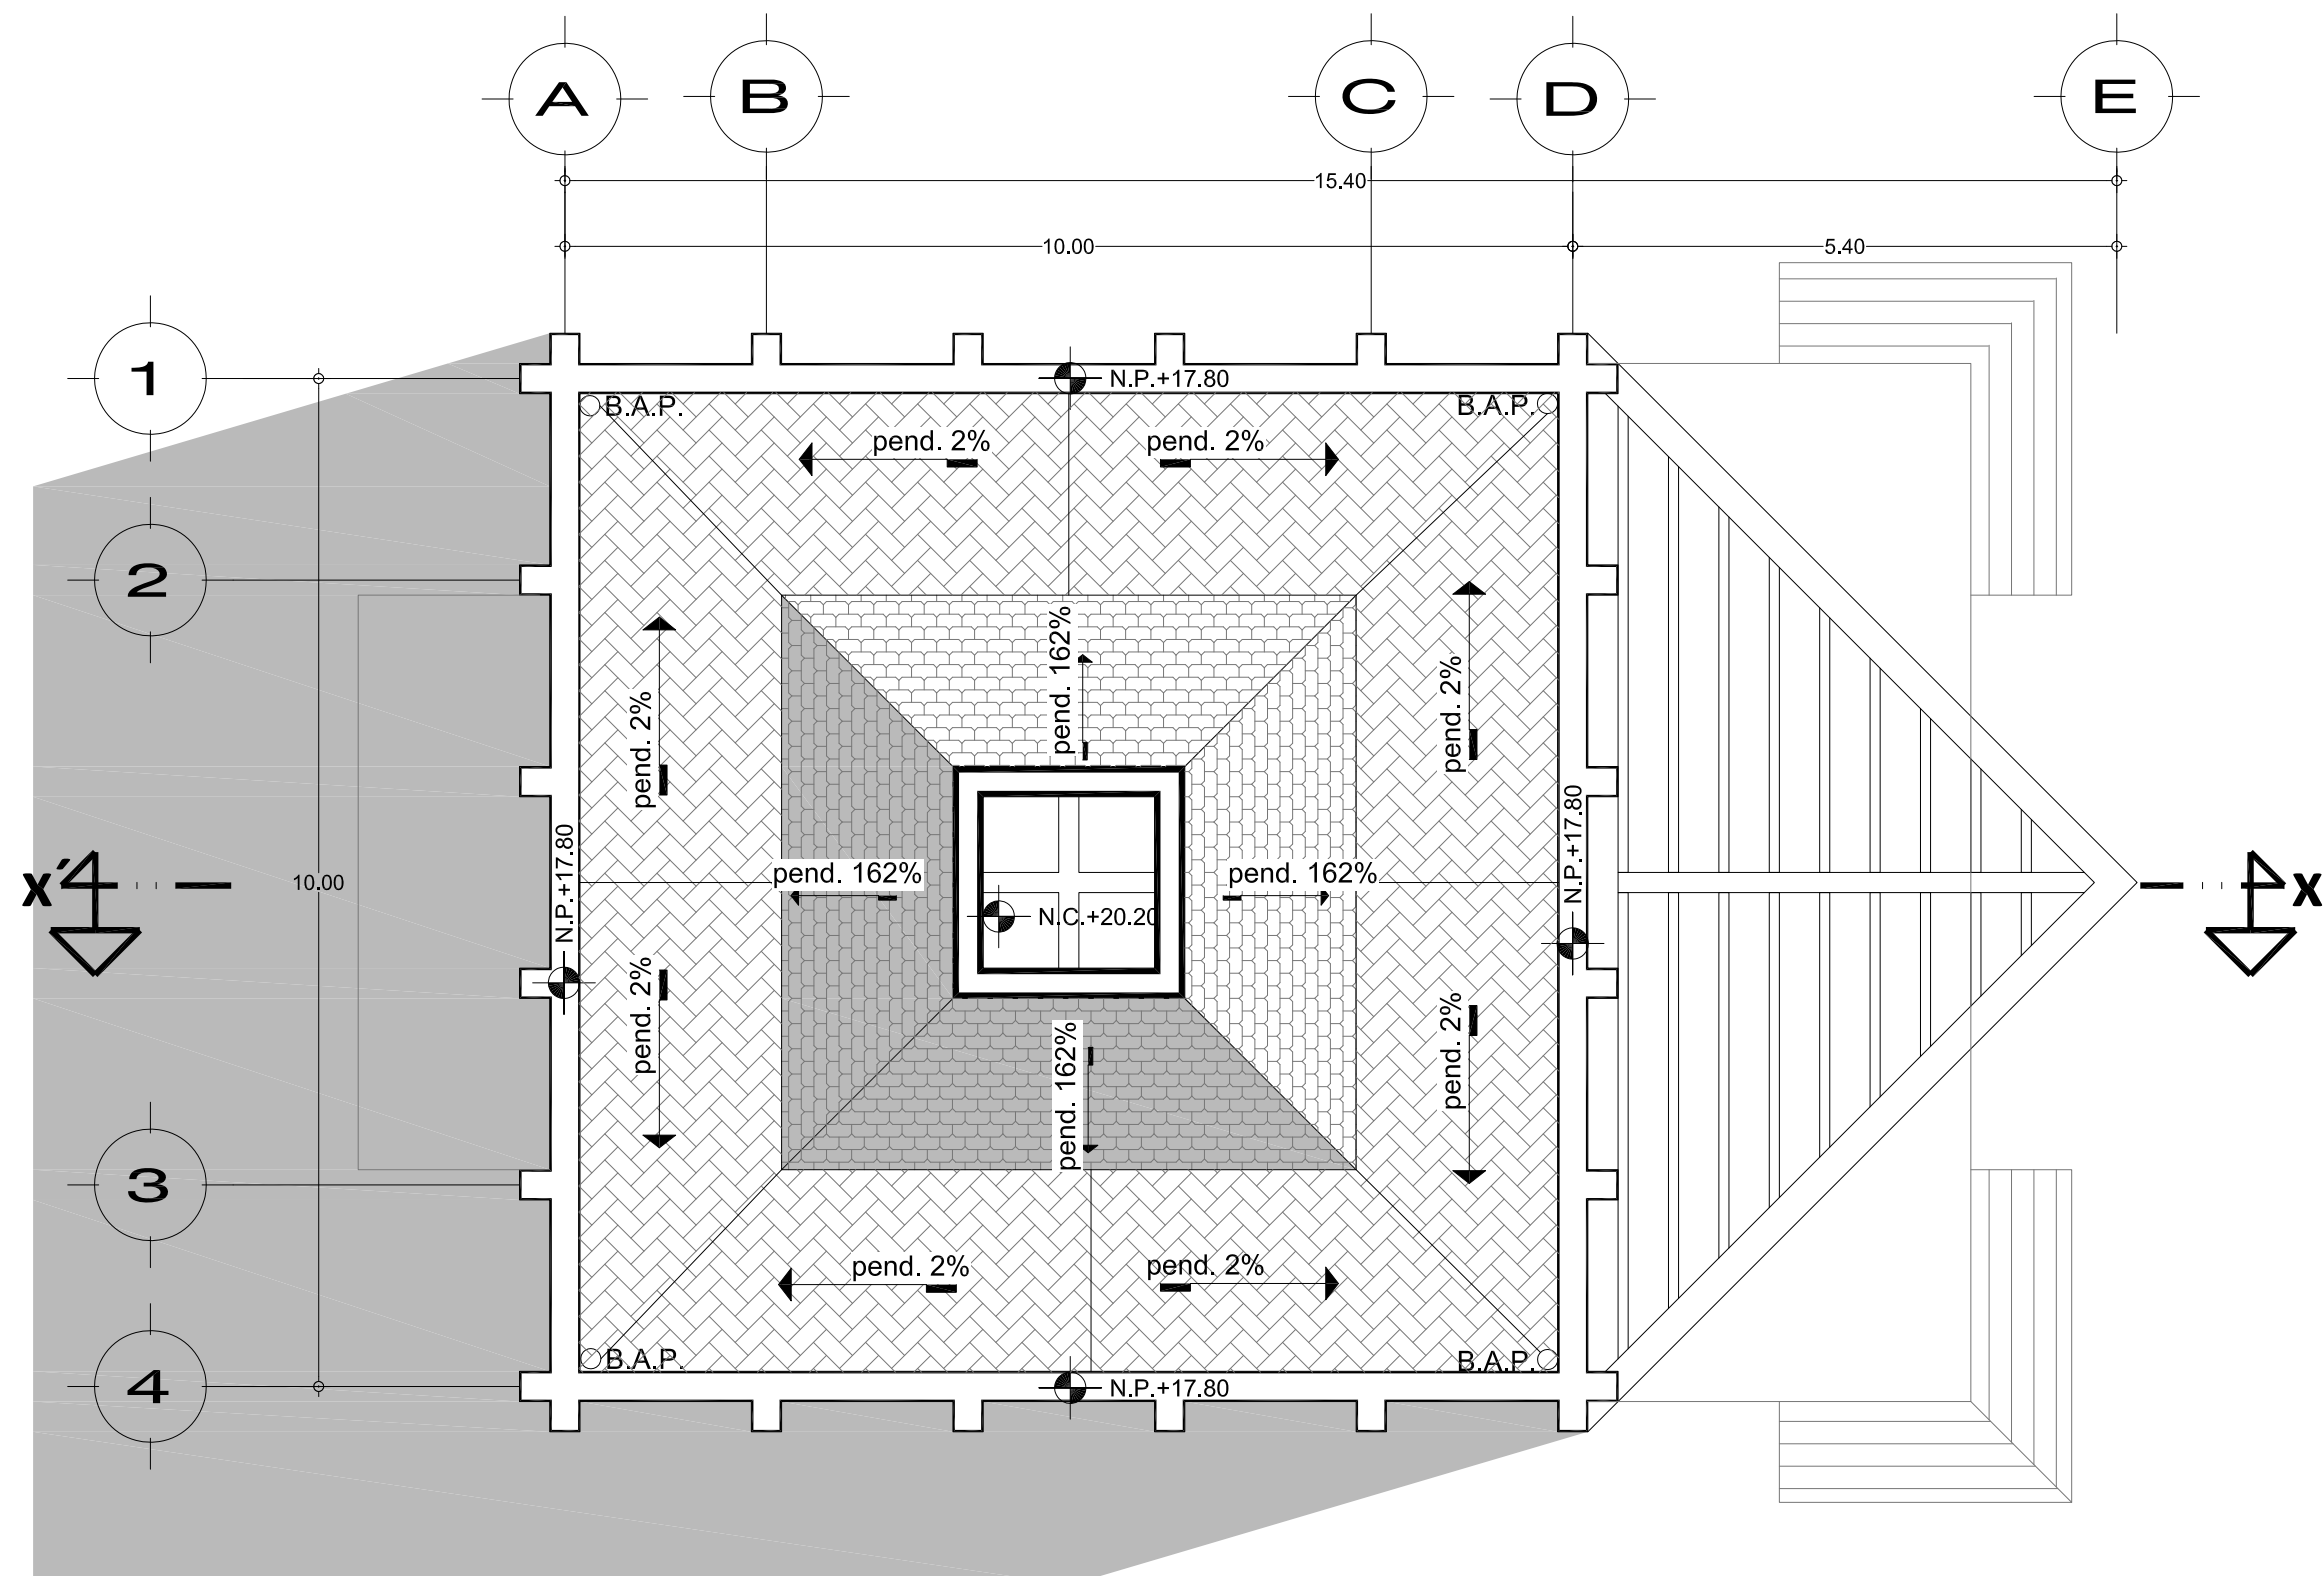 A
B
C
D
E
15.40
10.00
5.40
1
N.P.+17.80
B.A.P.
B.A.P.
pend. 2%
pend. 2%
2
pend. 162%
pend. 2%
pend. 2%
N.P.+17.80
N.P.+17.80
X´
10.00
pend. 162%
pend. 162%
X
N.C.+20.20
pend. 2%
pend. 2%
pend. 162%
3
pend. 2%
pend. 2%
B.A.P.
B.A.P.
4
N.P.+17.80